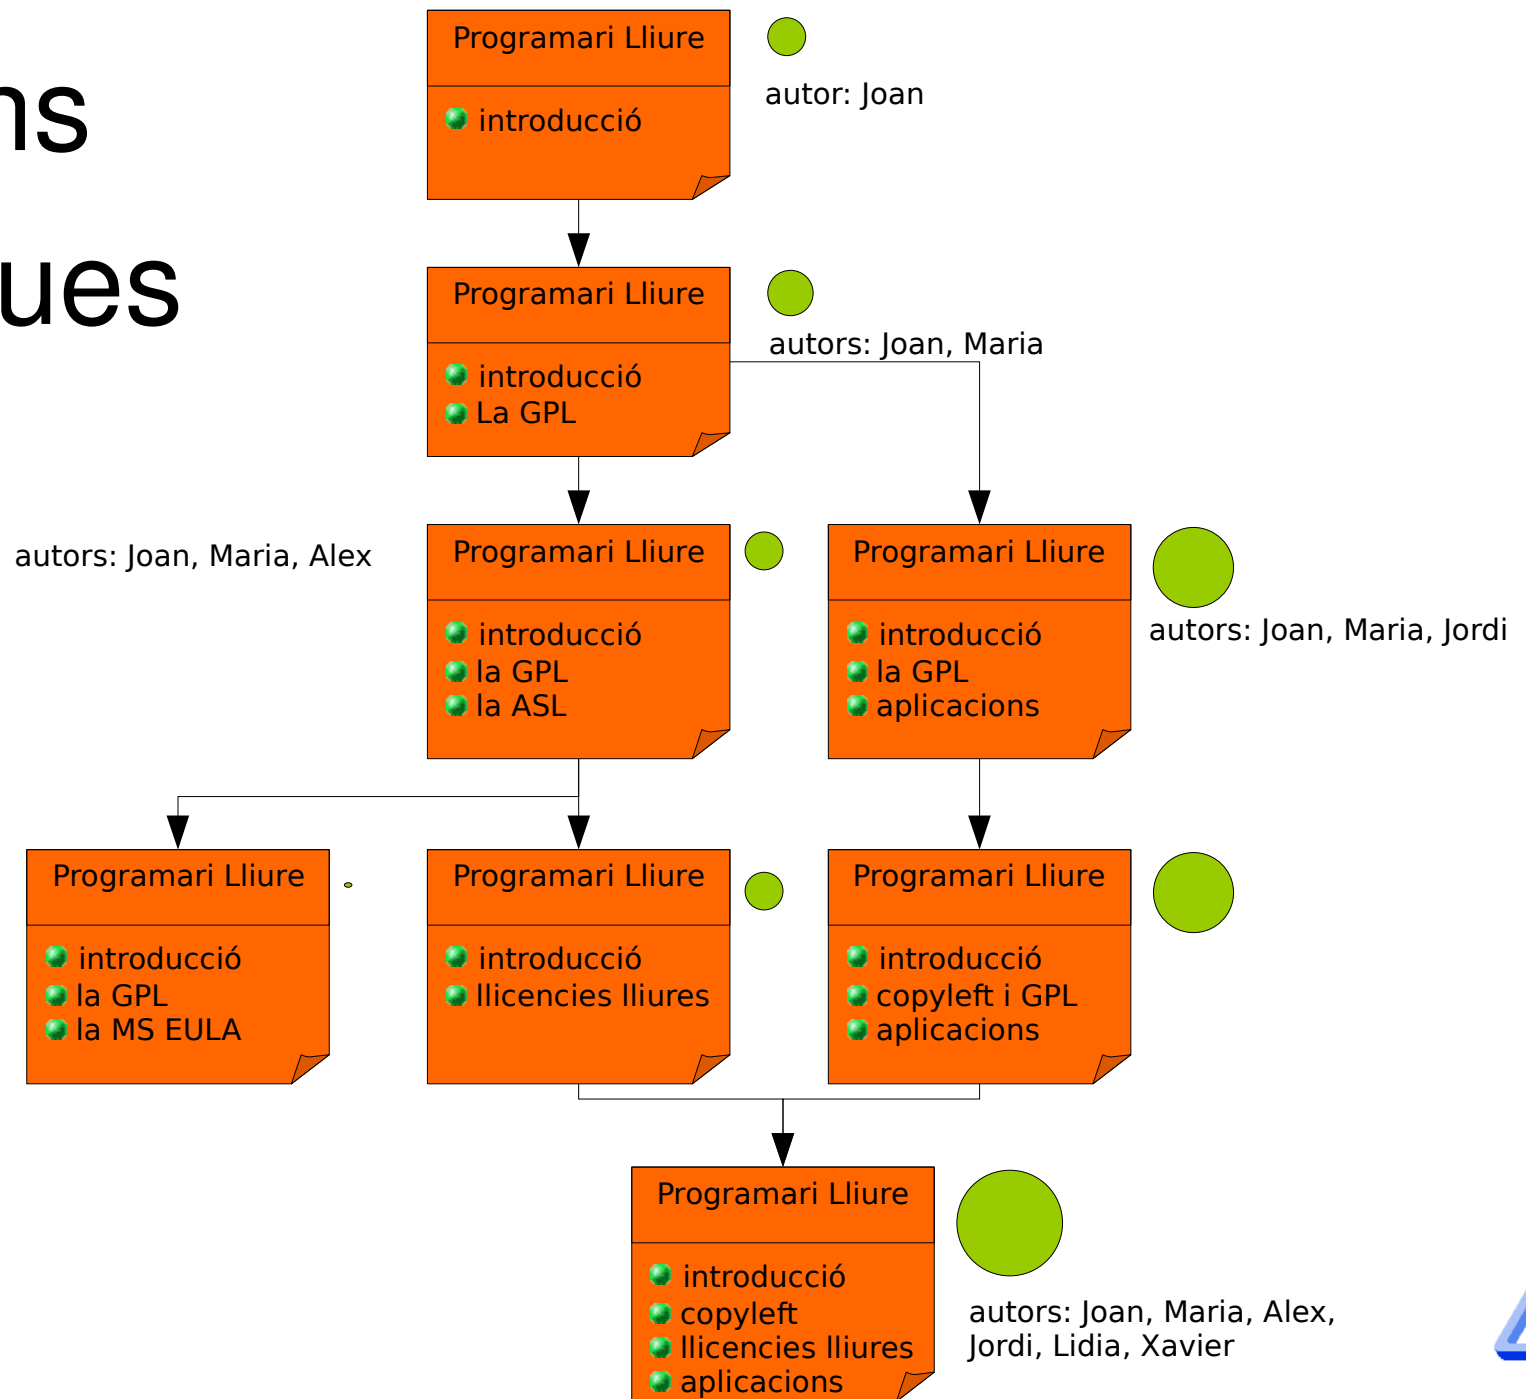 Programari Lliure
introducció
autor: Joan
Programari Lliure
introducció
La GPL
autors: Joan, Maria
autors: Joan, Maria, Alex
Programari Lliure
introducció
la GPL
la ASL
Programari Lliure
introducció
la GPL
aplicacions
autors: Joan, Maria, Jordi
Programari Lliure
introducció
la GPL
la MS EULA
Programari Lliure
introducció
llicencies lliures
Programari Lliure
introducció
copyleft i GPL
aplicacions
Programari Lliure
introducció
copyleft
llicencies lliures
aplicacions
autors: Joan, Maria, Alex,
Jordi, Lidia, Xavier